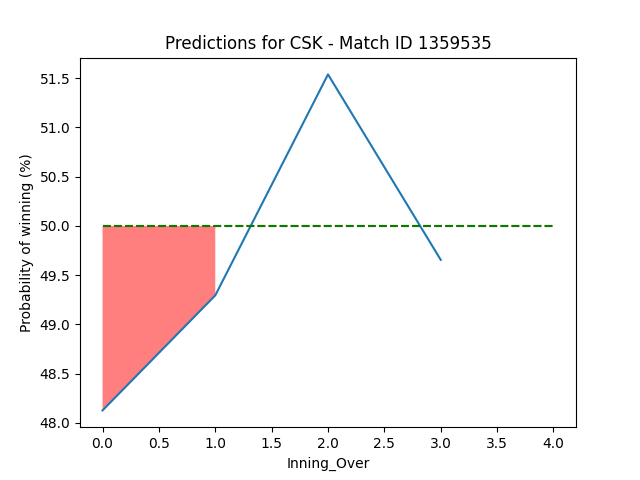 Predictions for CSK - Match ID 1359535
Probability of winning (%)
51.5
51.0
50.5
50.0
49.5
49.0
48.5
48.0
0.0 0.5 1.0 1.5 2.0 2.5 3.0 3.5 4.0
Inning_Over